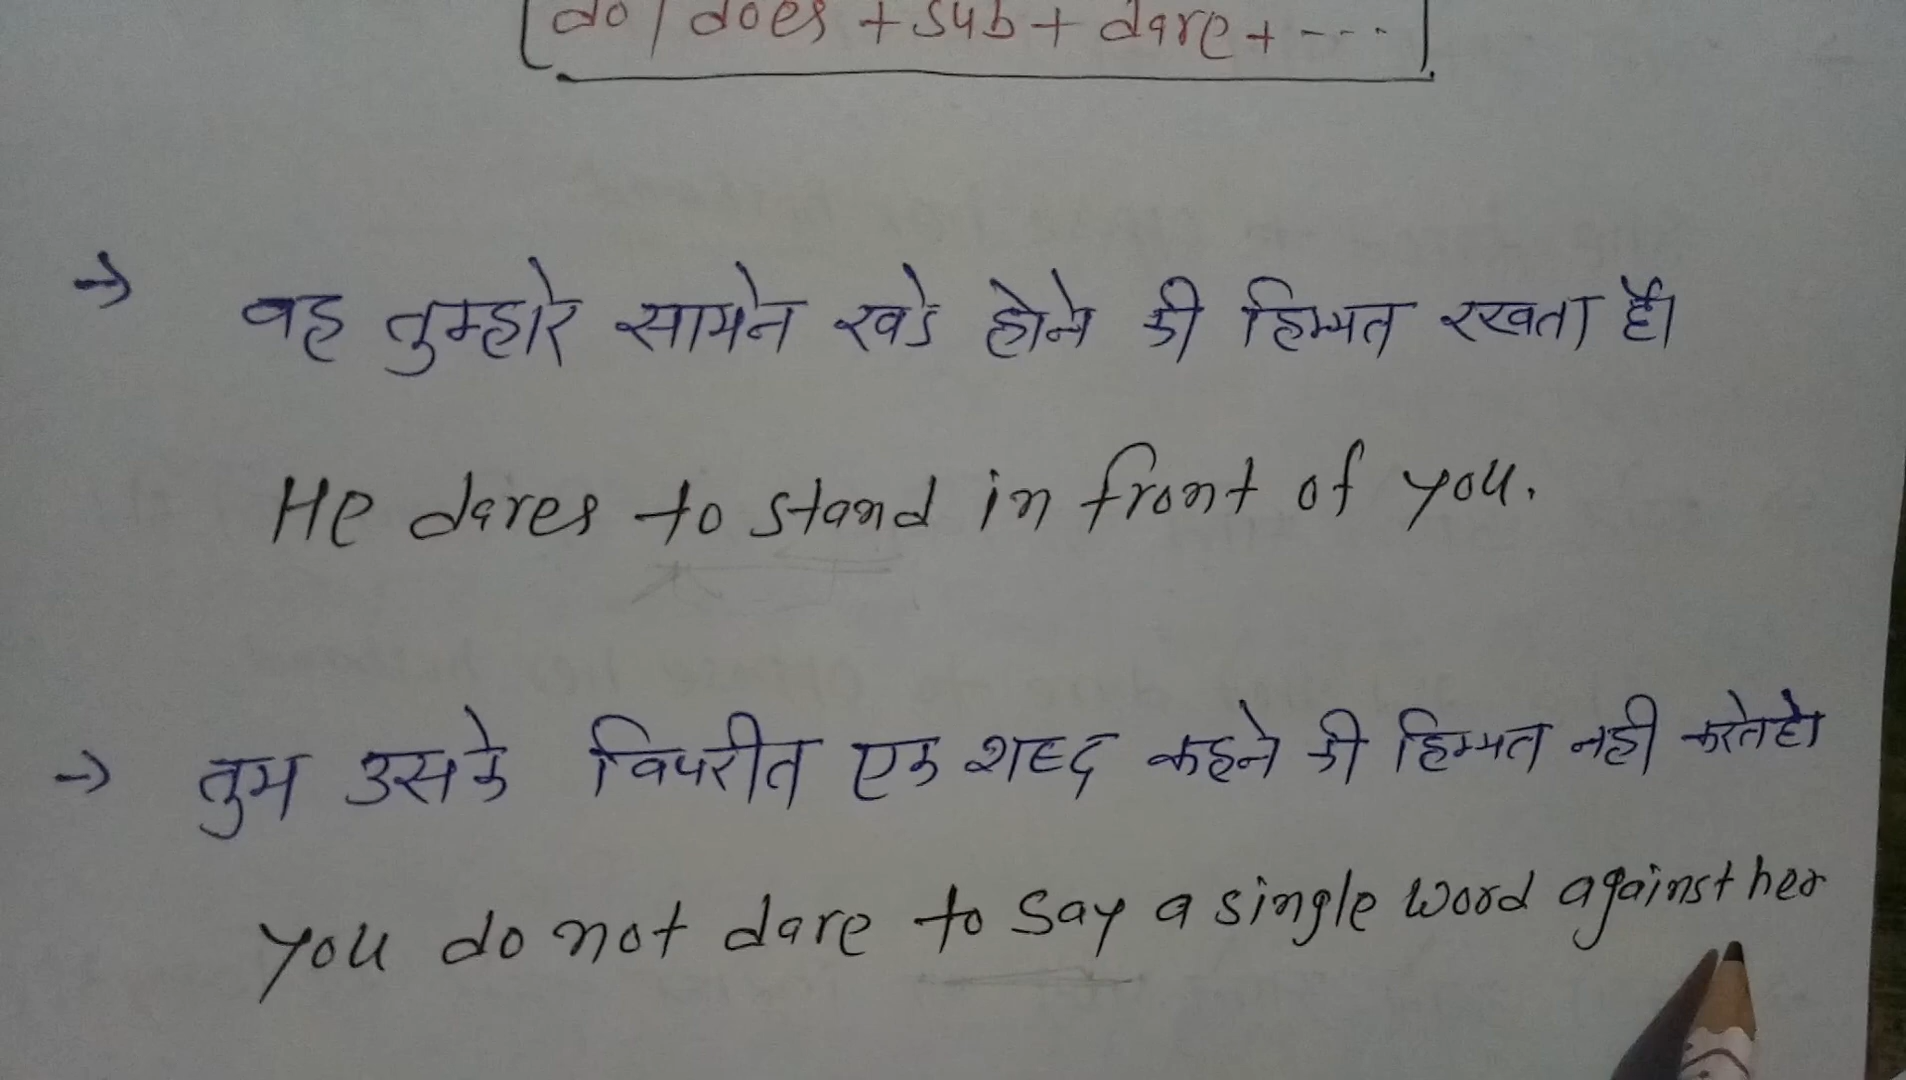 do / does + sub + dare + ---
→ वह तुम्हारे सामने खडे होने की हिम्मत रखता है।
He dares to stand in front of you.
→ तुम उसके विपरीत एक शब्द कहने की हिम्मत नही करते हो।
you do not dare to say a single word against her